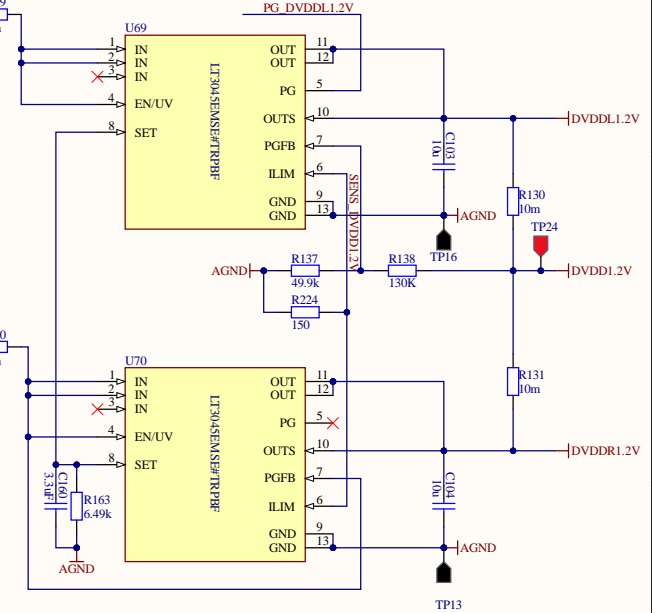 9
PG_DVDDL1.2V
U69
1 IN
2 IN
3 IN
4 EN/UV
8 SET
LT3045EMSE#TRPBF
OUT 11
OUT 12
PG 5
OUTS 10
PGFB 7
ILIM 6
GND 9
GND 13
C103
10u
SENS_DVDD1.2V
DVDDL1.2V
R130
10m
AGND
TP16
TP24
AGND
R137
49.9k
R138
130K
DVDD1.2V
R224
150
0
U70
1 IN
2 IN
3 IN
4 EN/UV
8 SET
LT3045EMSE#TRPBF
OUT 11
OUT 12
PG 5
OUTS 10
PGFB 7
ILIM 6
GND 9
GND 13
R131
10m
DVDDR1.2V
C104
10u
C160
3.3uF
R163
6.49k
AGND
AGND
TP13